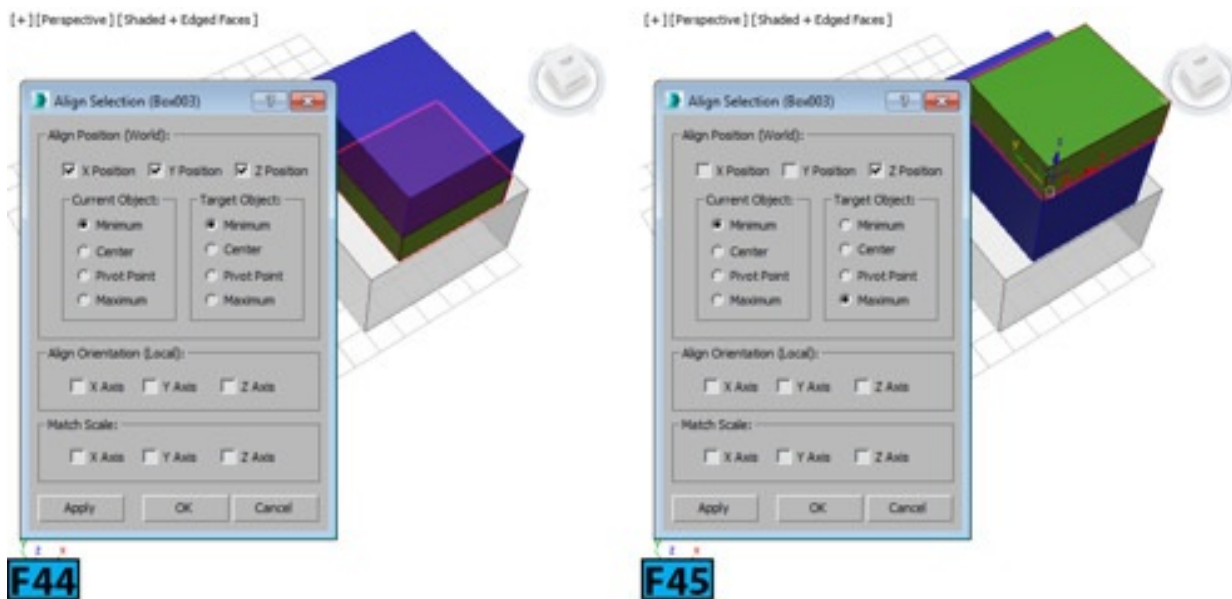 [+] [Perspective] [Shaded + Edged Faces]
Align Selection (Box003)
Align Position (World):
X Position Y Position Z Position
Current Object: Target Object:
Minimum Minimum
Center Center
Pivot Point Pivot Point
Maximum Maximum
Align Orientation (Local):
X Axis Y Axis Z Axis
Match Scale:
X Axis Y Axis Z Axis
Apply OK Cancel
Y Z X
F44
[+] [Perspective] [Shaded + Edged Faces]
Align Selection (Box003)
Align Position (World):
X Position Y Position Z Position
Current Object: Target Object:
Minimum Minimum
Center Center
Pivot Point Pivot Point
Maximum Maximum
Align Orientation (Local):
X Axis Y Axis Z Axis
Match Scale:
X Axis Y Axis Z Axis
Apply OK Cancel
Y Z X
F45